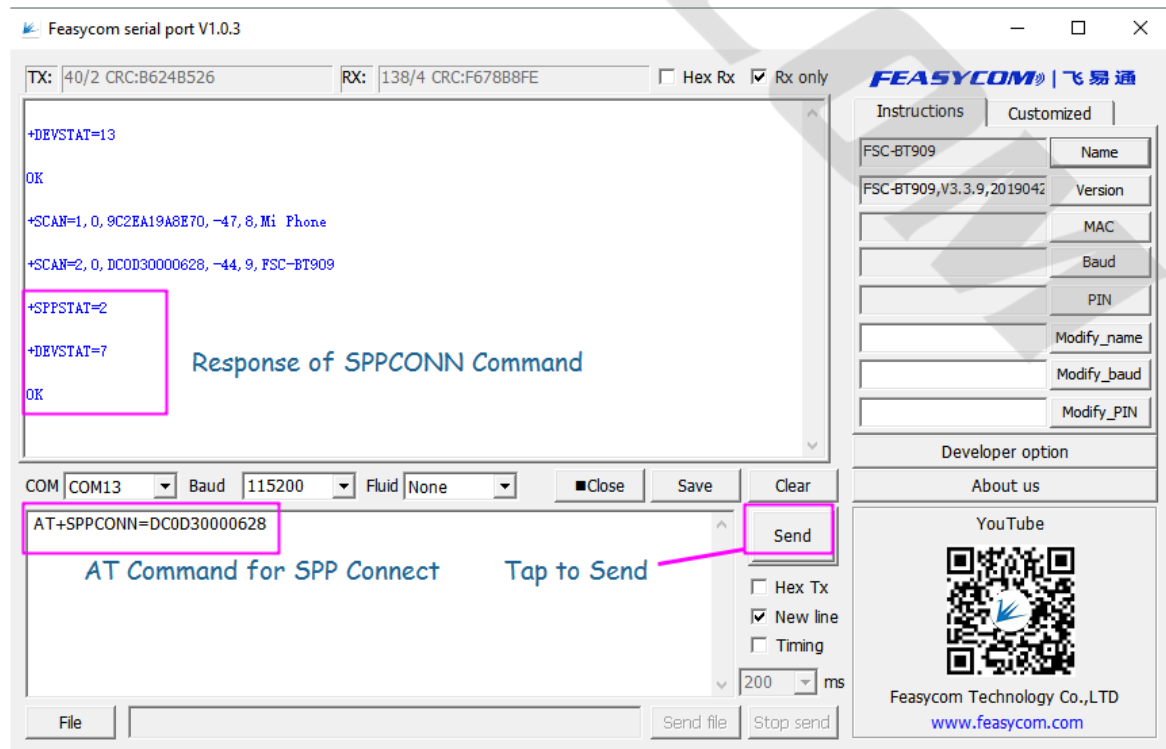 Feasycom serial port V1.0.3
TX: 40/2 CRC:B624B526 RX: 138/4 CRC:F678B8FE Hex Rx Rx only
FEASYCOM | 飞易通
Instructions Customized
+DEVSTAT=13
OK
+SCAN=1,0,9C2EA19A8E70,-47,8,Mi Phone
+SCAN=2,0,DC0D30000628,-44,9,FSC-BT909
+SPPSTAT=2
+DEVSTAT=7
OK
Response of SPPCONN Command
FSC-BT909 Name
FSC-BT909,V3.3.9,2019042 Version
MAC
Baud
PIN
Modify_name
Modify_baud
Modify_PIN
Developer option
About us
COM COM13 Baud 115200 Fluid None ■Close Save Clear
AT+SPPCONN=DC0D30000628
Send
AT Command for SPP Connect Tap to Send
Hex Tx
New line
Timing
200 ms
File Send file Stop send
YouTube
Feasycom Technology Co.,LTD
www.feasycom.com